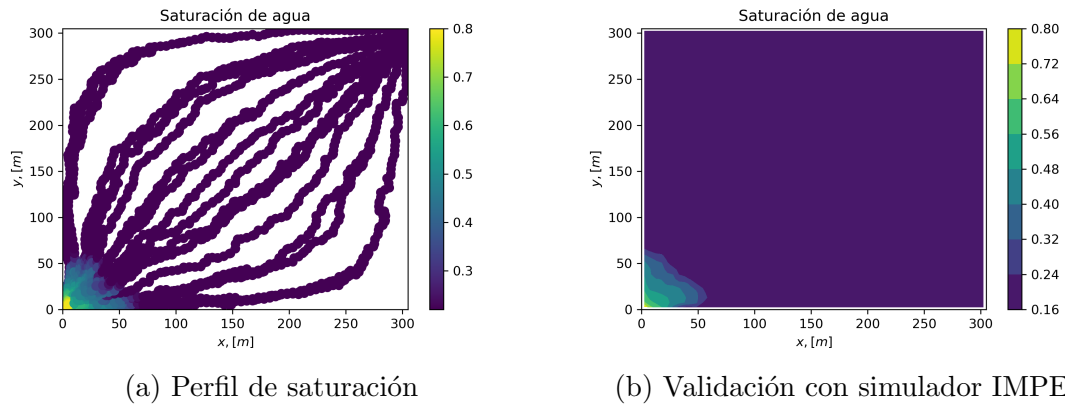 Saturación de agua
300
250
200
150
100
50
0
y, [m]
0 50 100 150 200 250 300
x, [m]
0.8
0.7
0.6
0.5
0.4
0.3
(a) Perfil de saturación
Saturación de agua
300
250
200
150
100
50
0
y, [m]
0 50 100 150 200 250 300
x, [m]
0.80
0.72
0.64
0.56
0.48
0.40
0.32
0.24
0.16
(b) Validación con simulador IMPE